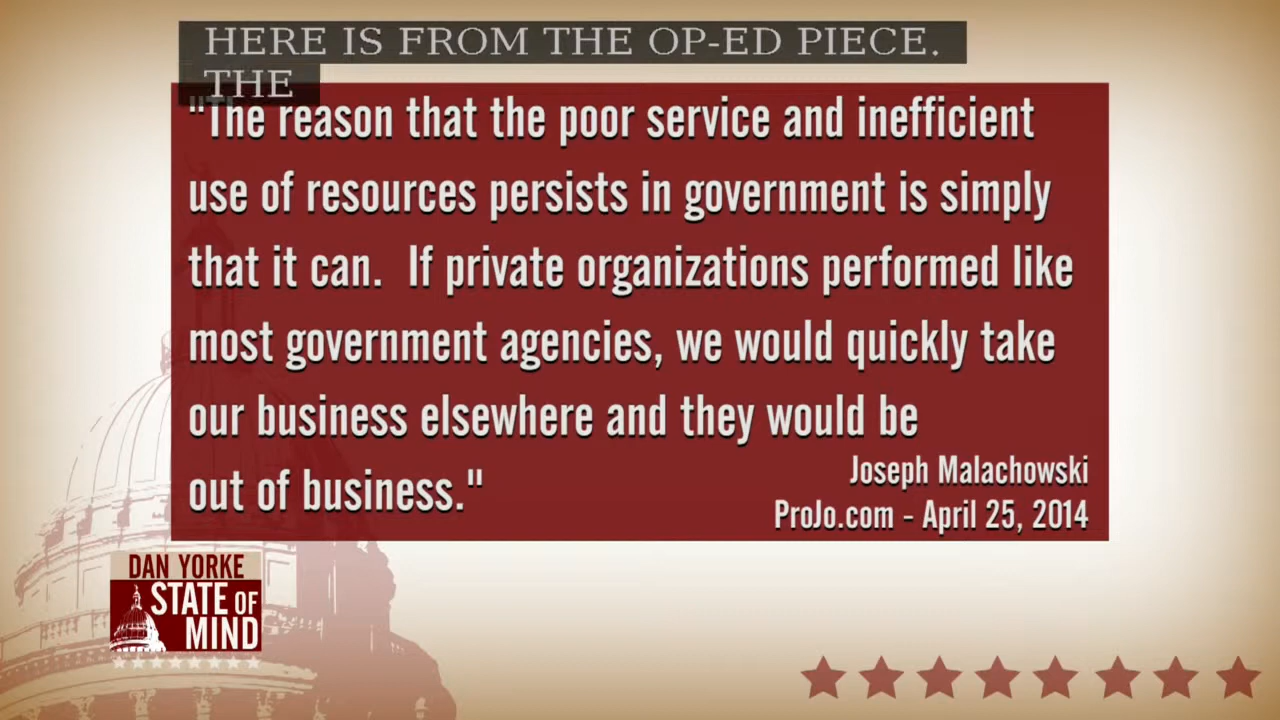 HERE IS FROM THE OP-ED PIECE.
THE
"The reason that the poor service and inefficient
use of resources persists in government is simply
that it can.  If private organizations performed like
most government agencies, we would quickly take
our business elsewhere and they would be
out of business."
Joseph Malachowski
ProJo.com - April 25, 2014
DAN YORKE
STATE OF
MIND